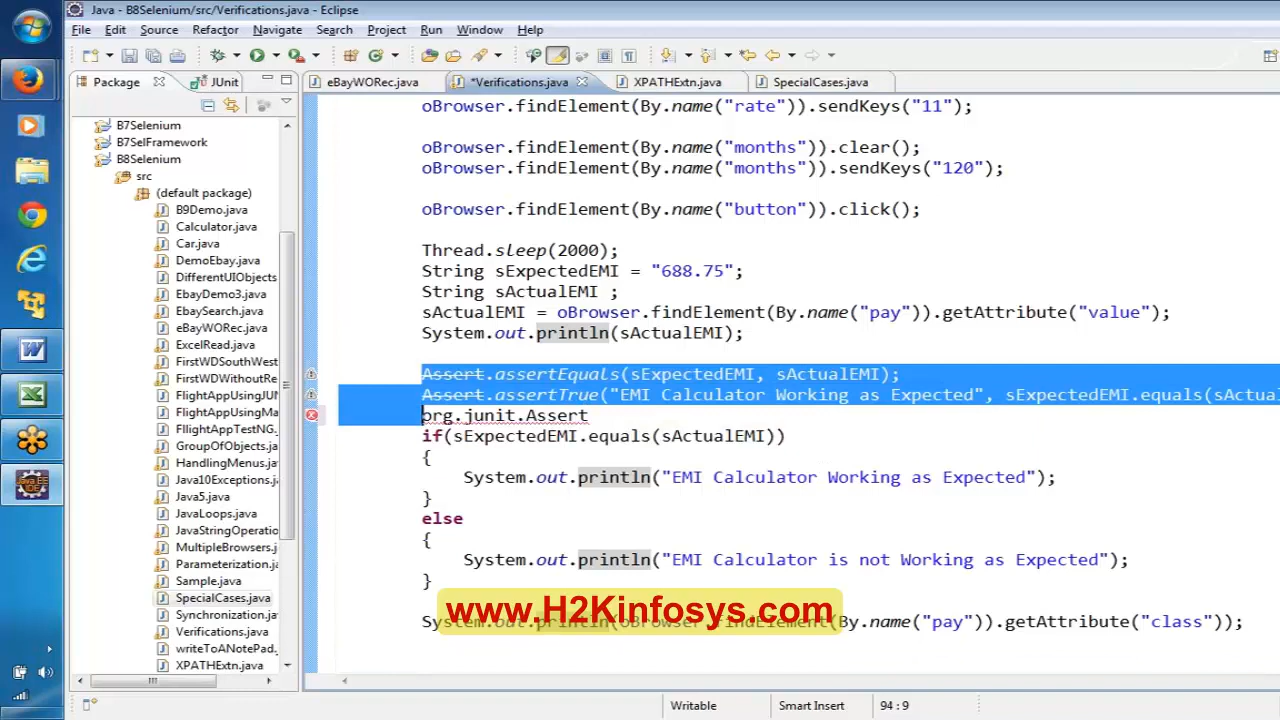 Java - B8Selenium/src/Verifications.java - Eclipse
File Edit Source Refactor Navigate Search Project Run Window Help
Package JUnit eBayWORec.java *Verifications.java XPATHExtn.java SpecialCases.java
B7Selenium
B7SelFramework
B8Selenium
src
(default package)
B9Demo.java
Calculator.java
Car.java
DemoEbay.java
DifferentUIObjects
EbayDemo3.java
EbaySearch.java
eBayWORec.java
ExcelRead.java
FirstWDSouthWest
FirstWDWithoutRe
FlightAppUsingJUN
FlightAppUsingMa
FllightAppTestNG.
GroupOfObjects.ja
HandlingMenus.jav
Java10Exceptions.ja
Java5.java
JavaLoops.java
JavaStringOperatio
MultipleBrowsers.j
Parameterization.ja
Sample.java
SpecialCases.java
Synchronization.ja
Verifications.java
writeToANotePad.
XPATHExtn.java
oBrowser.findElement(By.name("rate")).sendKeys("11");
oBrowser.findElement(By.name("months")).clear();
oBrowser.findElement(By.name("months")).sendKeys("120");
oBrowser.findElement(By.name("button")).click();
Thread.sleep(2000);
String sExpectedEMI = "688.75";
String sActualEMI ;
sActualEMI = oBrowser.findElement(By.name("pay")).getAttribute("value");
System.out.println(sActualEMI);
Assert.assertEquals(sExpectedEMI, sActualEMI);
Assert.assertTrue("EMI Calculator Working as Expected", sExpectedEMI.equals(sActua
org.junit.Assert
if(sExpectedEMI.equals(sActualEMI))
{
System.out.println("EMI Calculator Working as Expected");
}
else
{
System.out.println("EMI Calculator is not Working as Expected");
}
www.H2Kinfosys.com
System.out.println(oBrowser.findElement(By.name("pay")).getAttribute("class"));
Writable Smart Insert 94 : 9